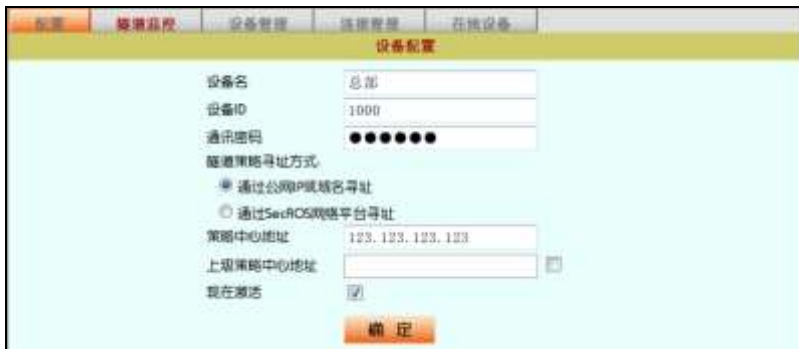 配置 隧道监控 设备管理 连接管理 在线设备
设备配置
设备名 总部
设备ID 1000
通讯密码 ●●●●●●
隧道策略寻址方式
通过公网IP或域名寻址
通过SecROS网络平台寻址
策略中心地址 123.123.123.123
上级策略中心地址
现在激活
确 定